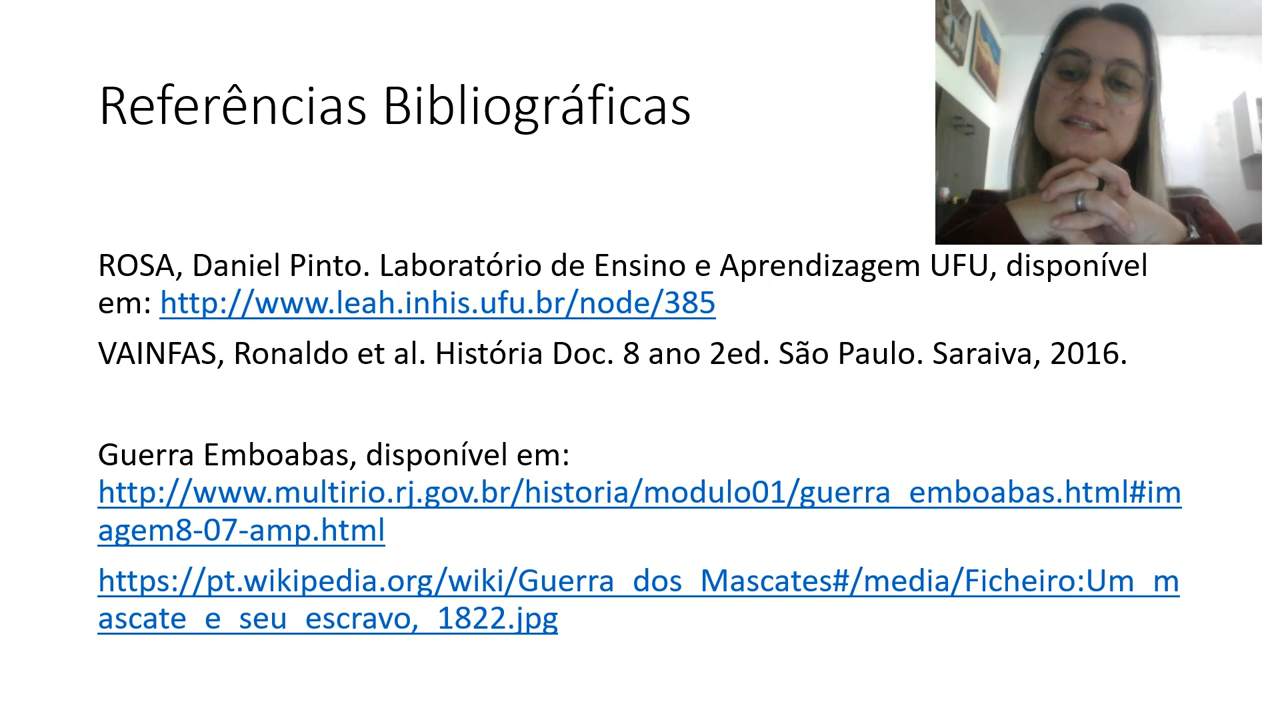 Referências Bibliográficas
ROSA, Daniel Pinto. Laboratório de Ensino e Aprendizagem UFU, disponível
em: http://www.leah.inhis.ufu.br/node/385
VAINFAS, Ronaldo et al. História Doc. 8 ano 2ed. São Paulo. Saraiva, 2016.
Guerra Emboabas, disponível em:
http://www.multirio.rj.gov.br/historia/modulo01/guerra_emboabas.html#im
agem8-07-amp.html
https://pt.wikipedia.org/wiki/Guerra_dos_Mascates#/media/Ficheiro:Um_m
ascate_e_seu_escravo,_1822.jpg